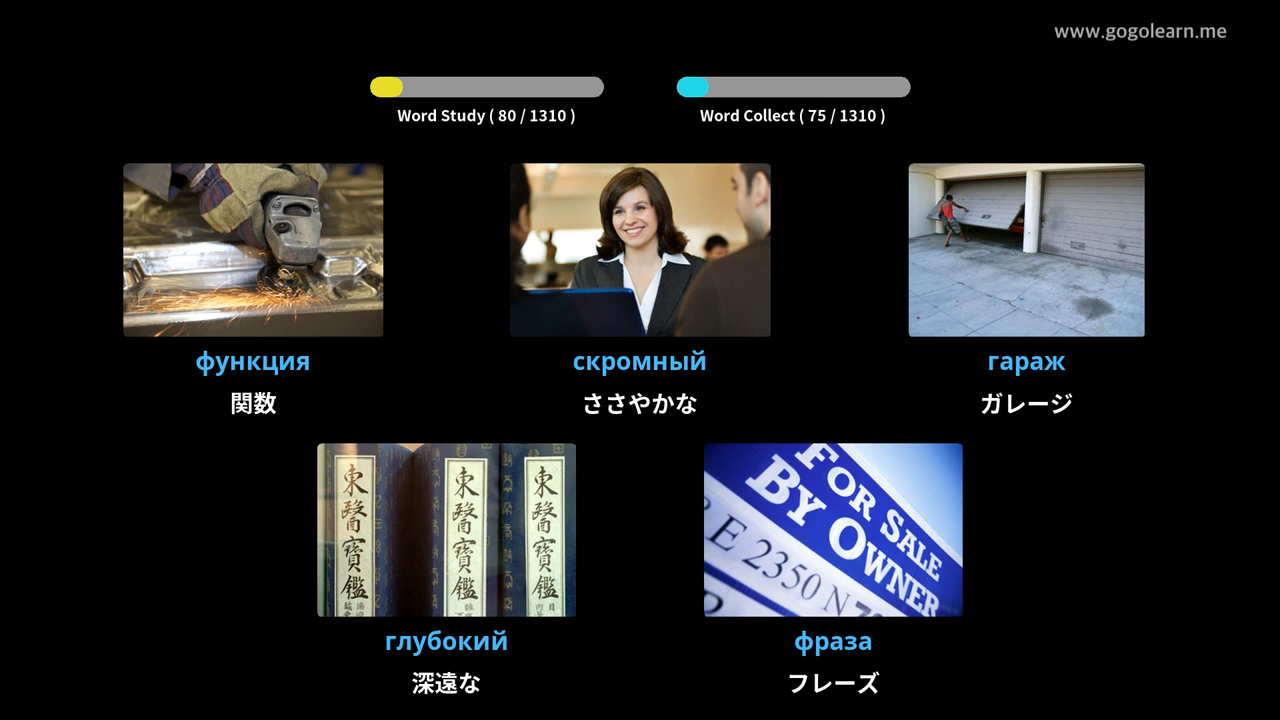 www.gogolearn.me
Word Study ( 80 / 1310 )
Word Collect ( 75 / 1310 )
функция
関数
скромный
ささやかな
гараж
ガレージ
東醫寶鑑
東醫寶鑑
東醫寶鑑
FOR SALE
BY OWNER
E 2350 N
глубокий
深遠な
фраза
フレーズ